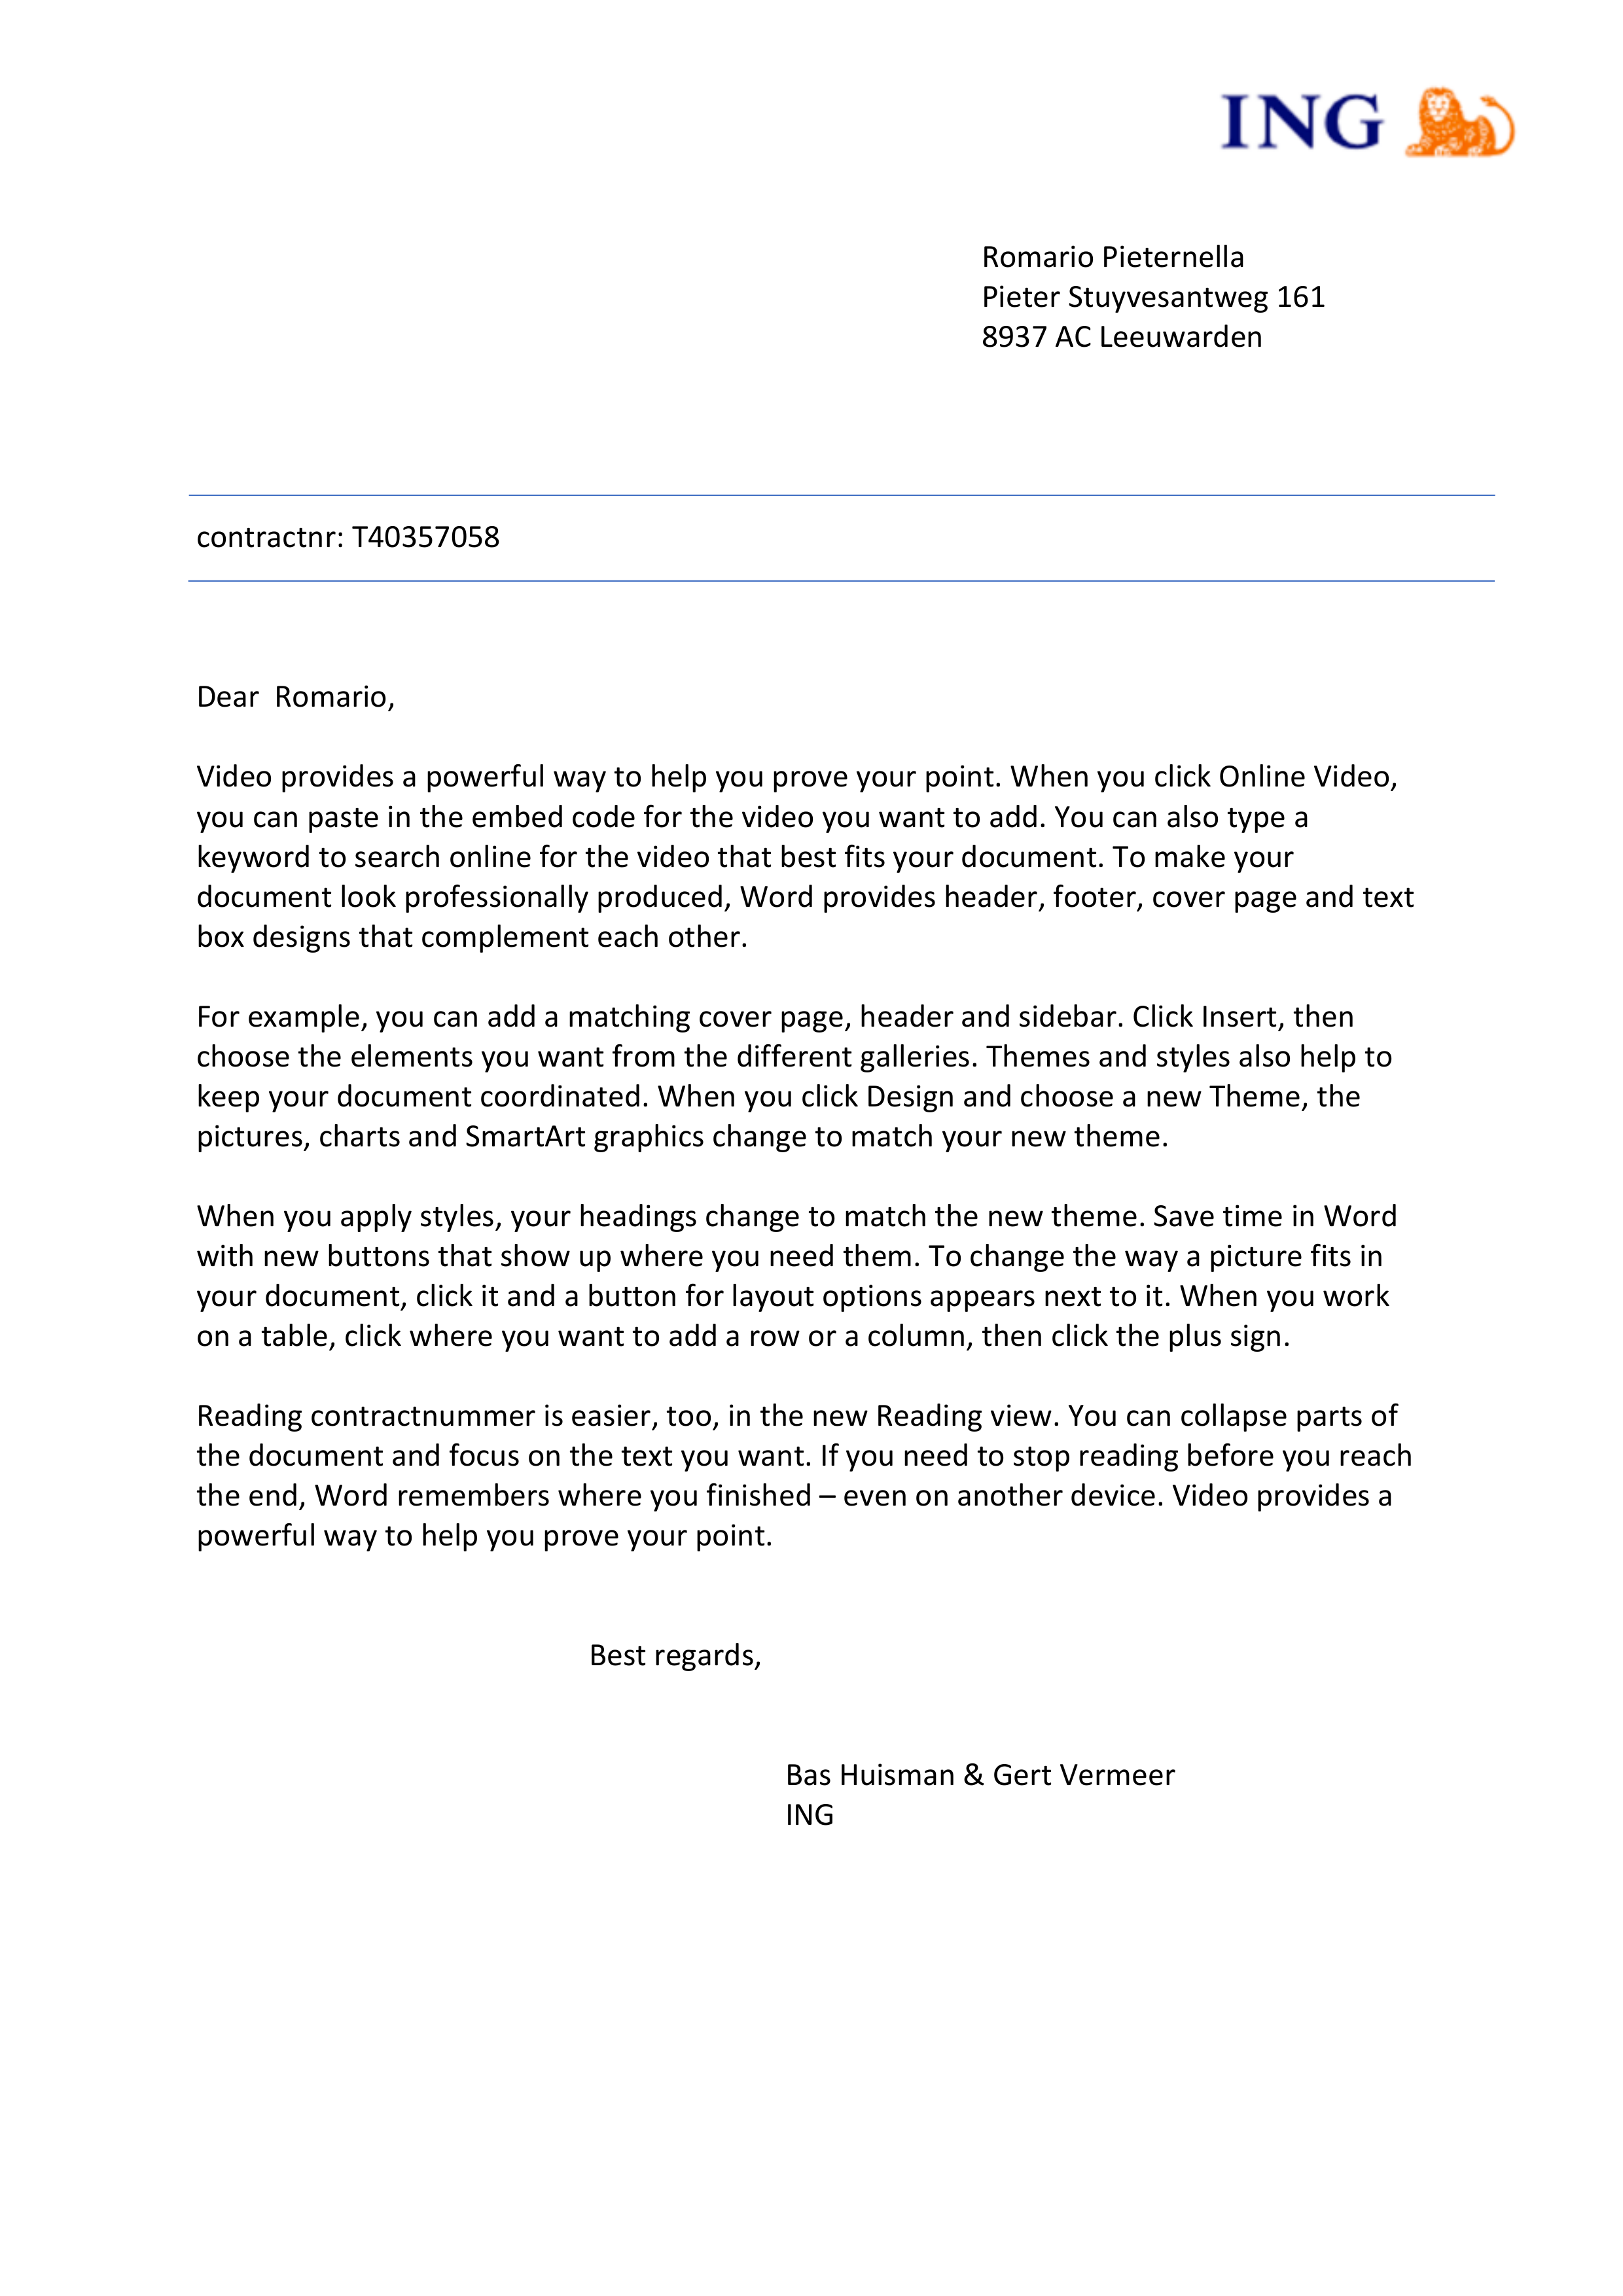 ING
Romario Pieternella
Pieter Stuyvesantweg 161
8937 AC Leeuwarden
contractnr: T40357058
Dear  Romario,
Video provides a powerful way to help you prove your point. When you click Online Video,
you can paste in the embed code for the video you want to add. You can also type a
keyword to search online for the video that best fits your document. To make your
document look professionally produced, Word provides header, footer, cover page and text
box designs that complement each other.
For example, you can add a matching cover page, header and sidebar. Click Insert, then
choose the elements you want from the different galleries. Themes and styles also help to
keep your document coordinated. When you click Design and choose a new Theme, the
pictures, charts and SmartArt graphics change to match your new theme.
When you apply styles, your headings change to match the new theme. Save time in Word
with new buttons that show up where you need them. To change the way a picture fits in
your document, click it and a button for layout options appears next to it. When you work
on a table, click where you want to add a row or a column, then click the plus sign.
Reading contractnummer is easier, too, in the new Reading view. You can collapse parts of
the document and focus on the text you want. If you need to stop reading before you reach
the end, Word remembers where you finished – even on another device. Video provides a
powerful way to help you prove your point.
Best regards,
Bas Huisman & Gert Vermeer
ING